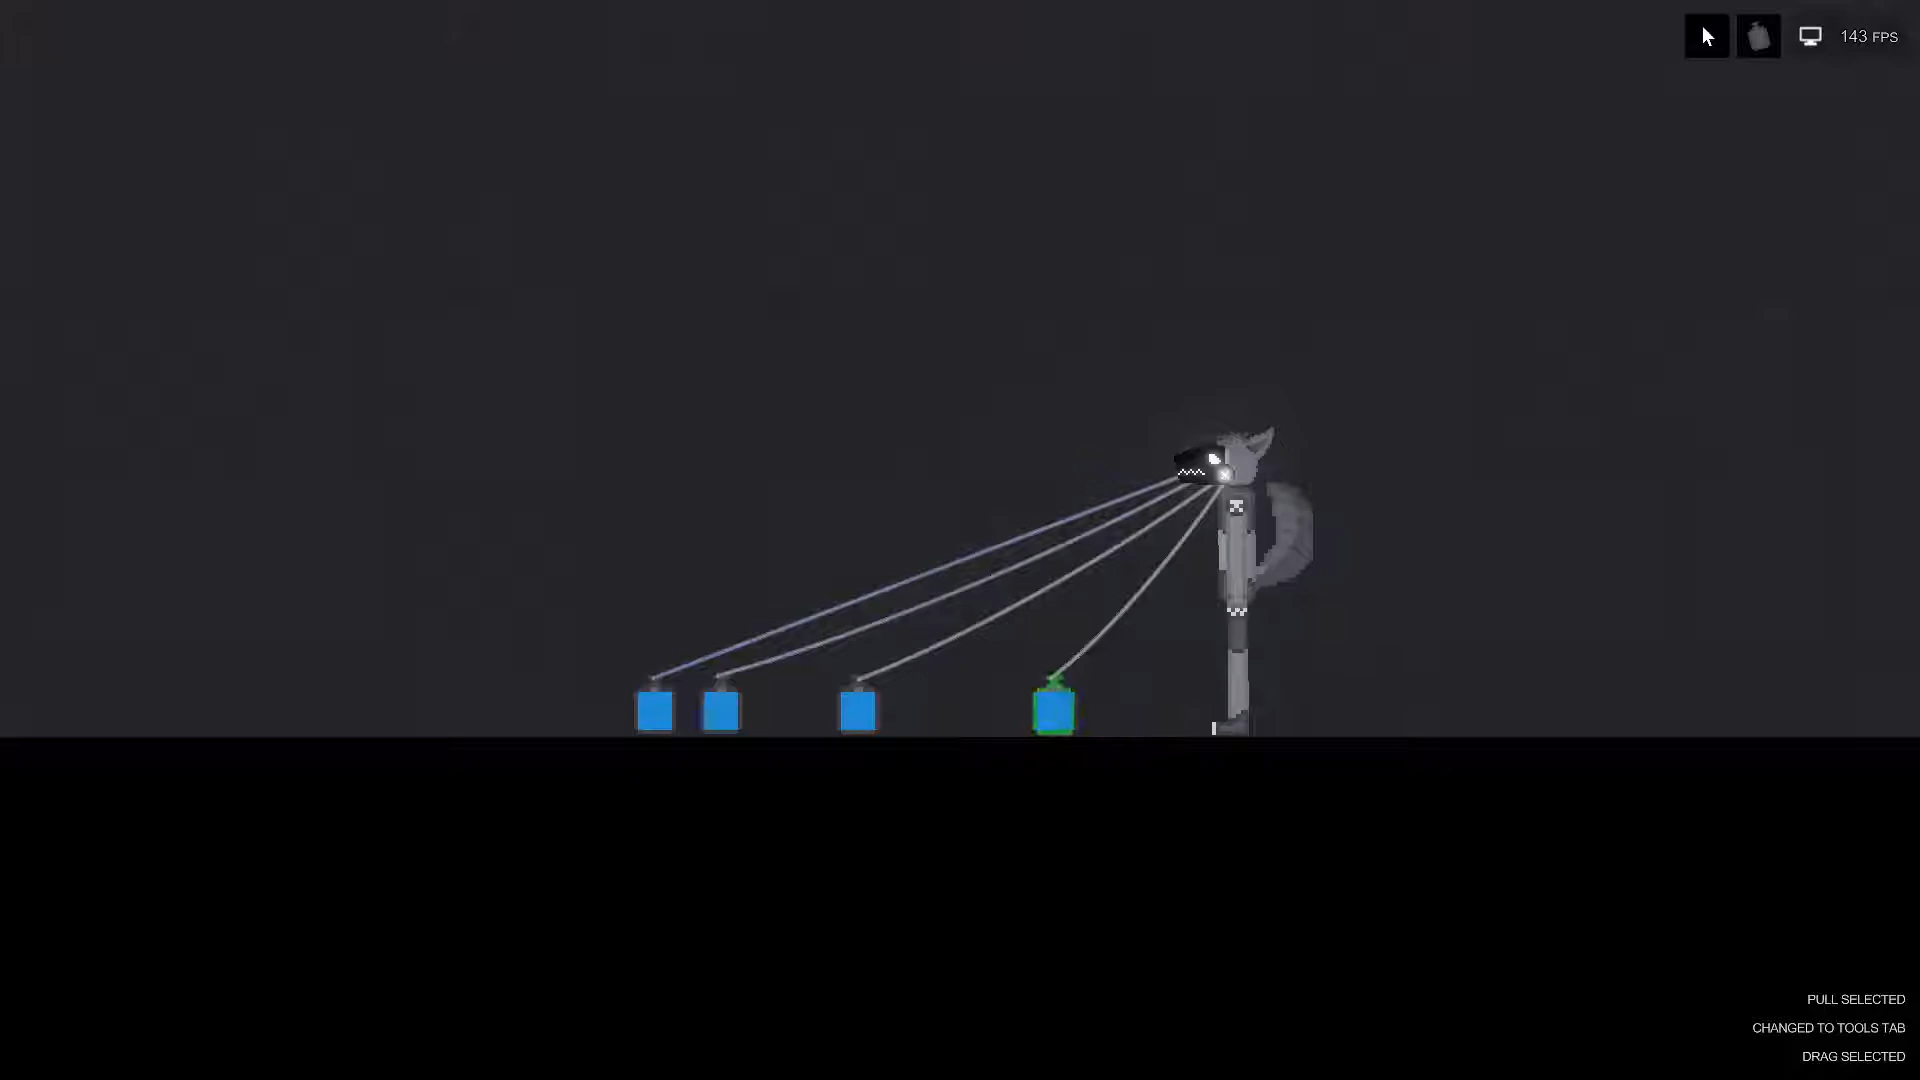 143 FPS
PULL SELECTED
CHANGED TO TOOLS TAB
DRAG SELECTED